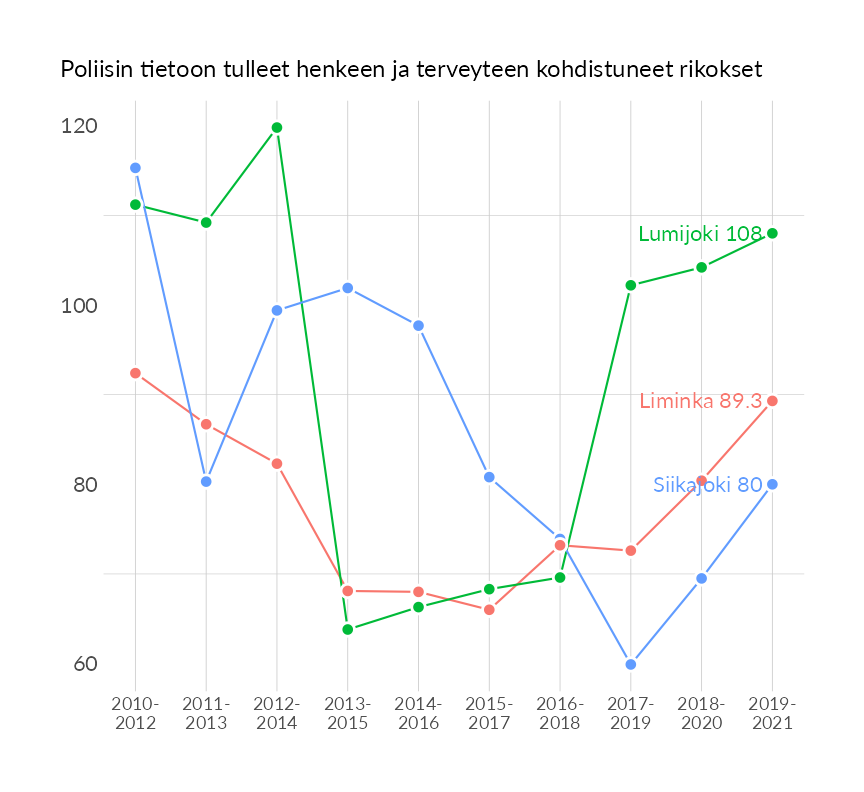 Poliisin tietoon tulleet henkeen ja terveyteen kohdistuneet rikokset
120
Lumijoki 108
100
Liminka 89.3
80
Siikajoki 80
60
2010- 2011- 2012- 2013- 2014- 2015- 2016- 2017- 2018- 2019-
2012 2013 2014 2015 2016 2017 2018 2019 2020 2021